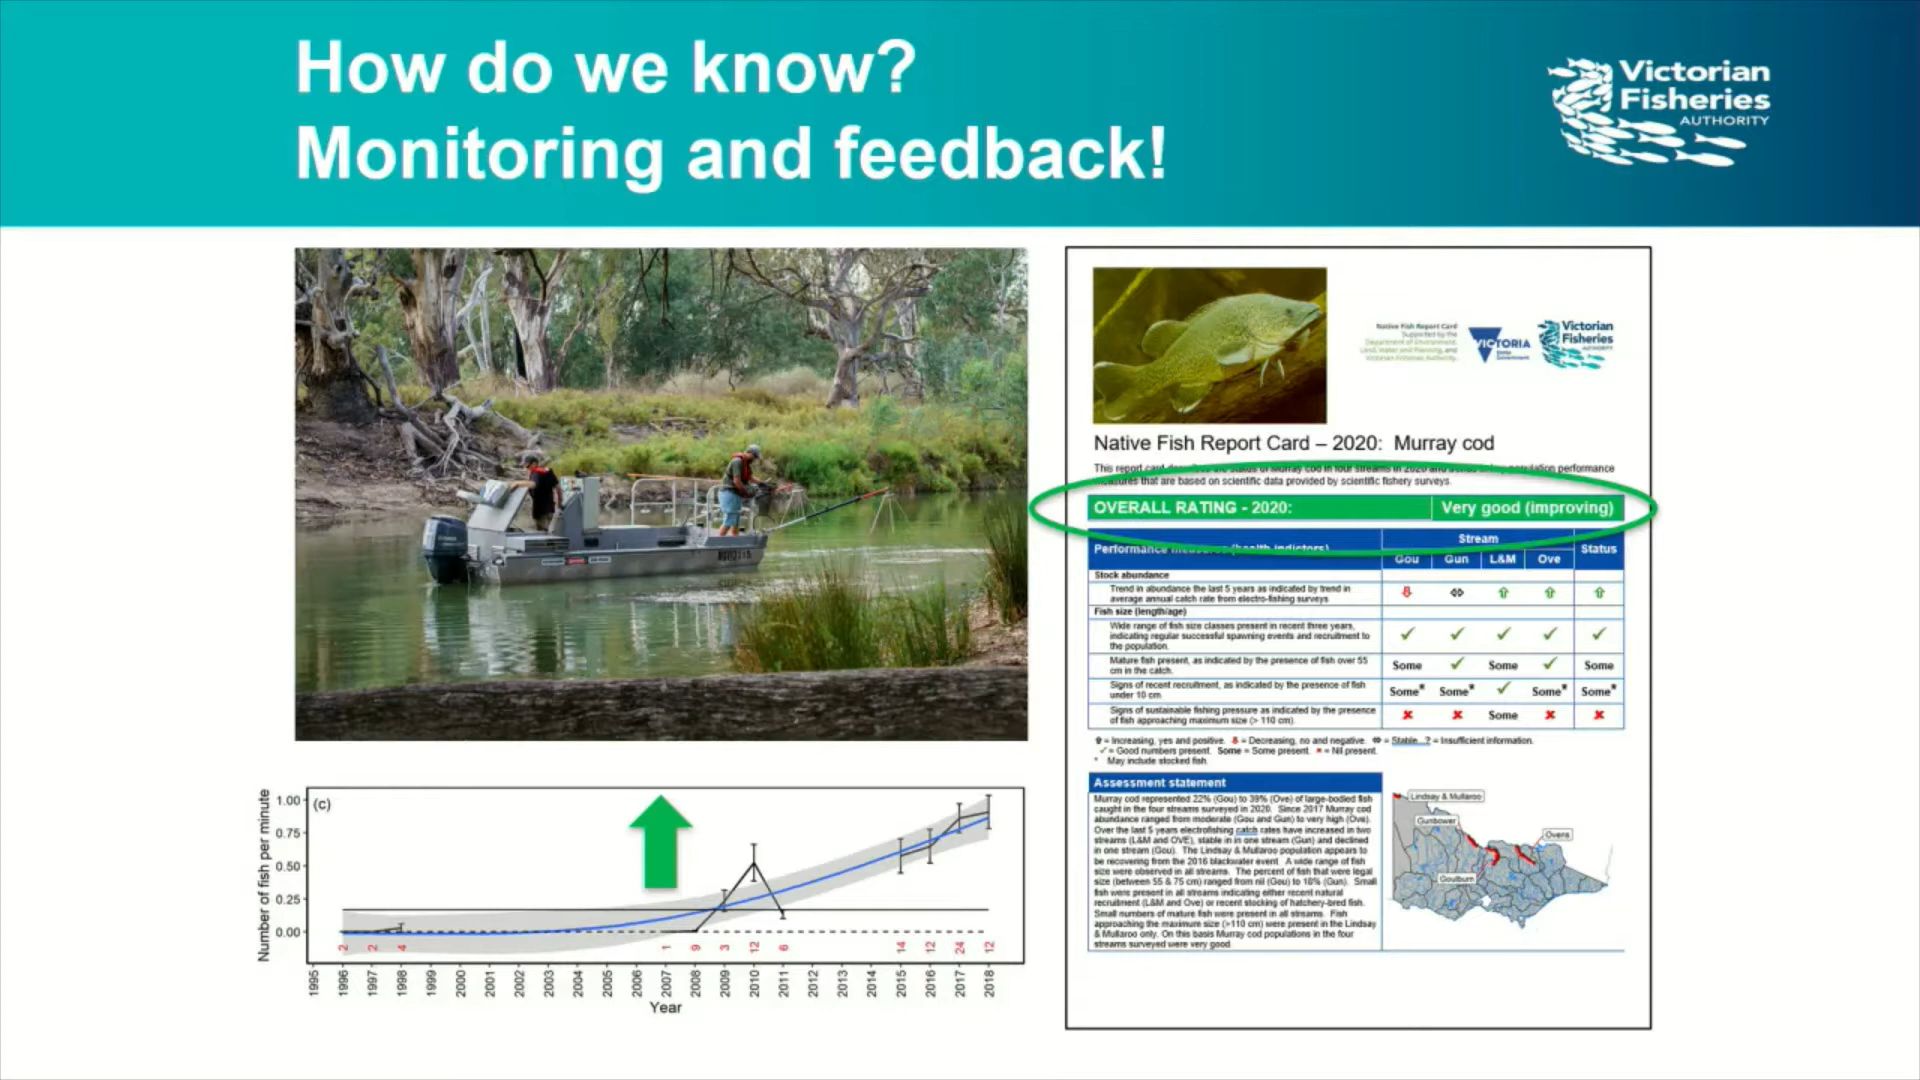 How do we know?
Monitoring and feedback!
Victorian
Fisheries
AUTHORITY
Native Fish Report Card
Supported by the
Department of Environment,
Land, Water and Planning, and
Victorian Fisheries Authority.
VICTORIA
State
Government
Victorian
Fisheries
AUTHORITY
Native Fish Report Card – 2020: Murray cod
This report card describes the status of Murray cod in four streams in 2020 and trends in key population performance
measures that are based on scientific data provided by scientific fishery surveys.
OVERALL RATING - 2020: Very good (improving)
Performance measures (health indictors) Stream Status
Gou Gun L&M Ove
Stock abundance
Trend in abundance the last 5 years as indicated by trend in
average annual catch rate from electro-fishing surveys
Fish size (length/age)
Wide range of fish size classes present in recent three years,
indicating regular successful spawning events and recruitment to
the population.
✓ ✓ ✓ ✓ ✓
Mature fish present, as indicated by the presence of fish over 55
cm in the catch.
Some ✓ Some ✓ Some
Signs of recent recruitment, as indicated by the presence of fish
under 10 cm
Some* Some* ✓ Some* Some*
Signs of sustainable fishing pressure as indicated by the presence
of fish approaching maximum size (> 110 cm).
✘ ✘ Some ✘ ✘
⇧ = Increasing, yes and positive. ⇩ = Decreasing, no and negative. ⇔ = Stable. ? = Insufficient information.
✓ = Good numbers present. Some = Some present. ✘ = Nil present.
* May include stocked fish.
Assessment statement
Murray cod represented 22% (Gou) to 39% (Ove) of large-bodied fish
caught in the four streams surveyed in 2020. Since 2017 Murray cod
abundance ranged from moderate (Gou and Gun) to very high (Ove).
Over the last 5 years electrofishing catch rates have increased in two
streams (L&M and OVE), stable in in one stream (Gun) and declined
in one stream (Gou). The Lindsay & Mullaroo population appears to
be recovering from the 2016 blackwater event. A wide range of fish
size were observed in all streams. The percent of fish that were legal
size (between 55 & 75 cm) ranged from nil (Gou) to 18% (Gun). Small
fish were present in all streams indicating either recent natural
recruitment (L&M and Ove) or recent stocking of hatchery-bred fish.
Small numbers of mature fish were present in all streams. Fish
approaching the maximum size (>110 cm) were present in the Lindsay
& Mullaroo only. On this basis Murray cod populations in the four
streams surveyed were very good.
Lindsay & Mullaroo
Gunbower
Ovens
Goulburn
(c)
Number of fish per minute
1.00
0.75
0.50
0.25
0.00
2 2 4 1 9 3 12 6 14 12 24 12
1995 1996 1997 1998 1999 2000 2001 2002 2003 2004 2005 2006 2007 2008 2009 2010 2011 2012 2013 2014 2015 2016 2017 2018
Year